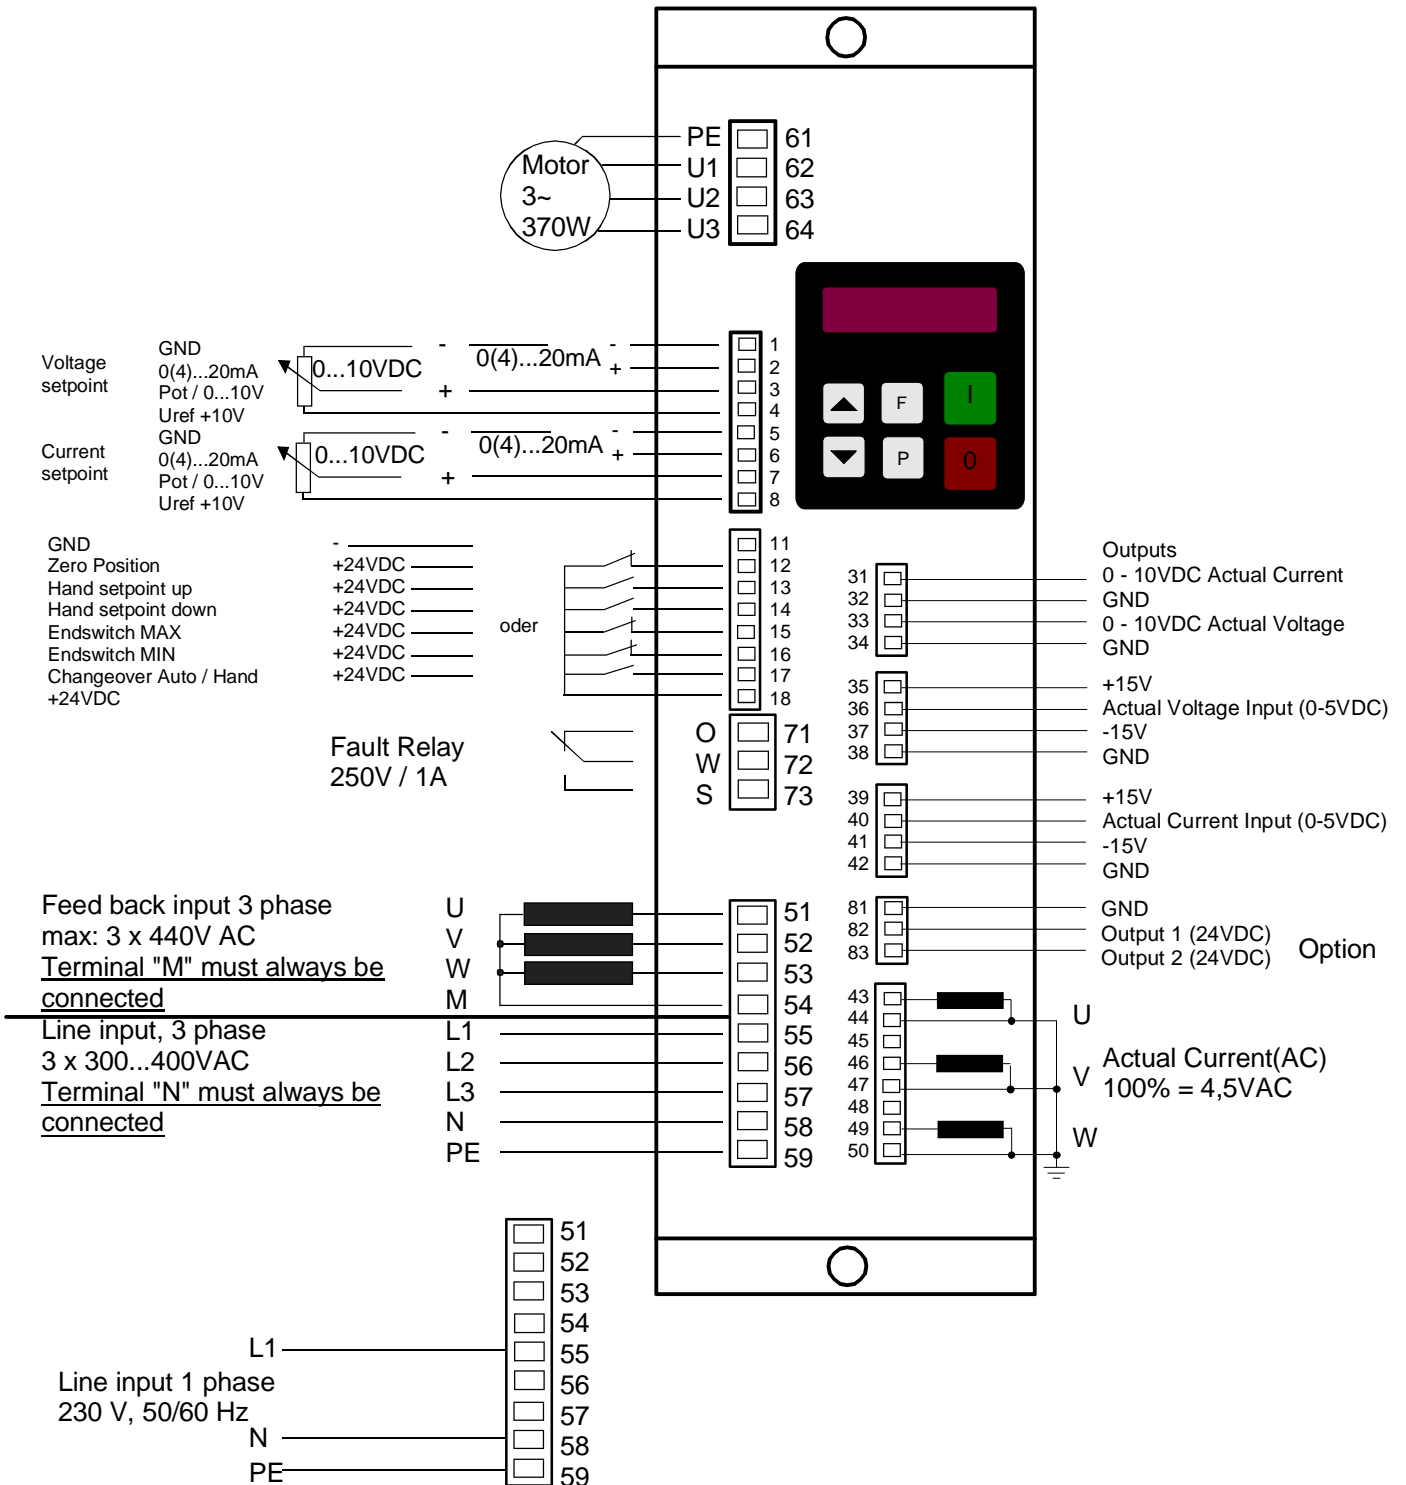 PE 61
Motor U1 62
3~ U2 63
370W U3 64
Voltage
setpoint
GND
0(4)...20mA
Pot / 0...10V
Uref +10V
0...10VDC
-
+
0(4)...20mA
-
+
1
2
3
4
Current
setpoint
GND
0(4)...20mA
Pot / 0...10V
Uref +10V
0...10VDC
-
+
0(4)...20mA
-
+
5
6
7
8
F
I
P
0
GND - 11
Zero Position +24VDC 12
Hand setpoint up +24VDC 13
Hand setpoint down +24VDC 14
Endswitch MAX +24VDC 15
Endswitch MIN +24VDC 16
Changeover Auto / Hand +24VDC 17
+24VDC 18
oder
Fault Relay
250V / 1A
O 71
W 72
S 73
Outputs
31 0 - 10VDC Actual Current
32 GND
33 0 - 10VDC Actual Voltage
34 GND
35 +15V
36 Actual Voltage Input (0-5VDC)
37 -15V
38 GND
39 +15V
40 Actual Current Input (0-5VDC)
41 -15V
42 GND
81 GND
82 Output 1 (24VDC)
83 Output 2 (24VDC)
Option
Feed back input 3 phase
max: 3 x 440V AC
Terminal "M" must always be
connected
U 51
V 52
W 53
M 54
Line input, 3 phase
3 x 300...400VAC
Terminal "N" must always be
connected
L1 55
L2 56
L3 57
N 58
PE 59
43
44
45
46
47
48
49
50
U
V
W
Actual Current(AC)
100% = 4,5VAC
51
52
53
54
L1 55
56
57
N 58
PE 59
Line input 1 phase
230 V, 50/60 Hz